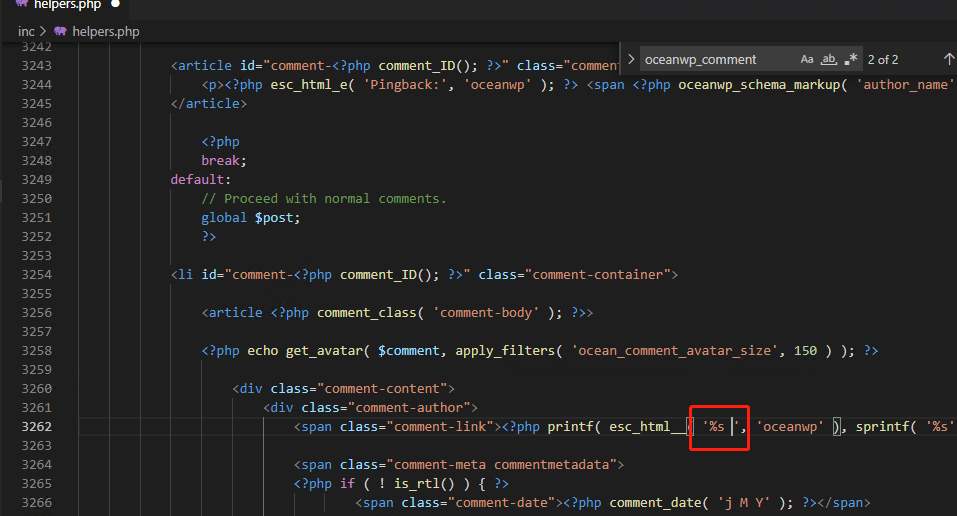 helpers.php
inc > helpers.php
oceanwp_comment Aa ab .* 2 of 2
3242
3243 <article id="comment-<?php comment_ID(); ?>" class="comment
3244 <p><?php esc_html_e( 'Pingback:', 'oceanwp' ); ?> <span <?php oceanwp_schema_markup( 'author_name'
3245 </article>
3246
3247 <?php
3248 break;
3249 default:
3250 // Proceed with normal comments.
3251 global $post;
3252 ?>
3253
3254 <li id="comment-<?php comment_ID(); ?>" class="comment-container">
3255
3256 <article <?php comment_class( 'comment-body' ); ?>>
3257
3258 <?php echo get_avatar( $comment, apply_filters( 'ocean_comment_avatar_size', 150 ) ); ?>
3259
3260 <div class="comment-content">
3261 <div class="comment-author">
3262 <span class="comment-link"><?php printf( esc_html__( '%s ', 'oceanwp' ), sprintf( '%s'
3263
3264 <span class="comment-meta commentmetadata">
3265 <?php if ( ! is_rtl() ) { ?>
3266 <span class="comment-date"><?php comment_date( 'j M Y' ); ?></span>